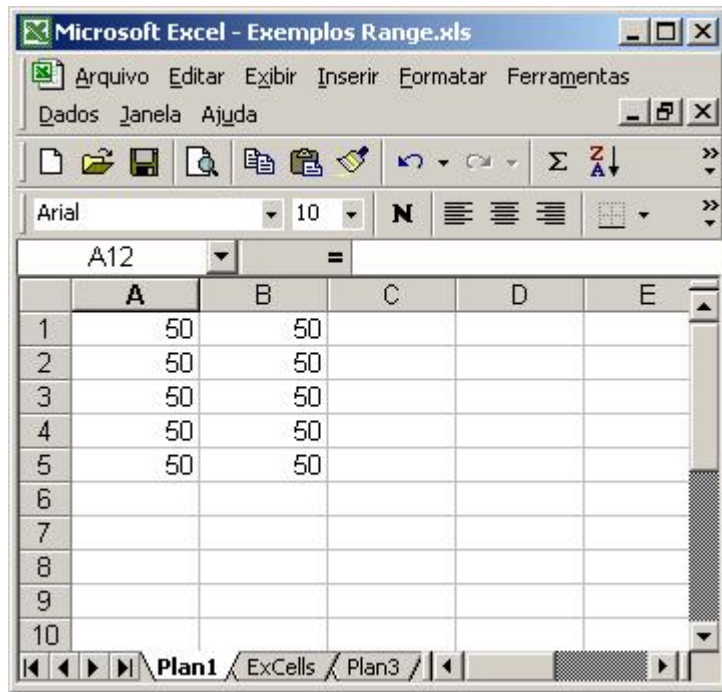 Microsoft Excel - Exemplos Range.xls
Arquivo Editar Exibir Inserir Formatar Ferramentas
Dados Janela Ajuda
Σ Z A
Arial 10 N
A12 =
A B C D E
1 50 50
2 50 50
3 50 50
4 50 50
5 50 50
6
7
8
9
10
Plan1 ExCells Plan3